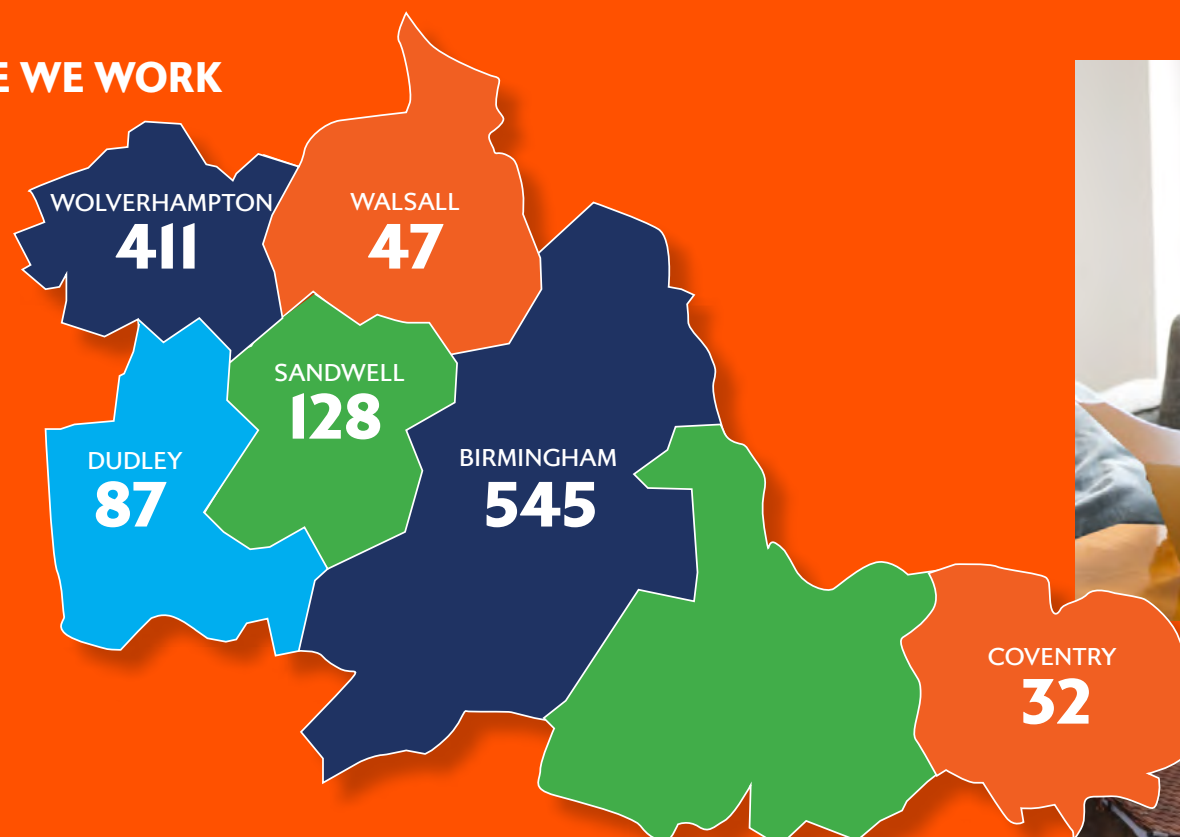 WE WORK
WOLVERHAMPTON
411
WALSALL
47
SANDWELL
128
DUDLEY
87
BIRMINGHAM
545
COVENTRY
32